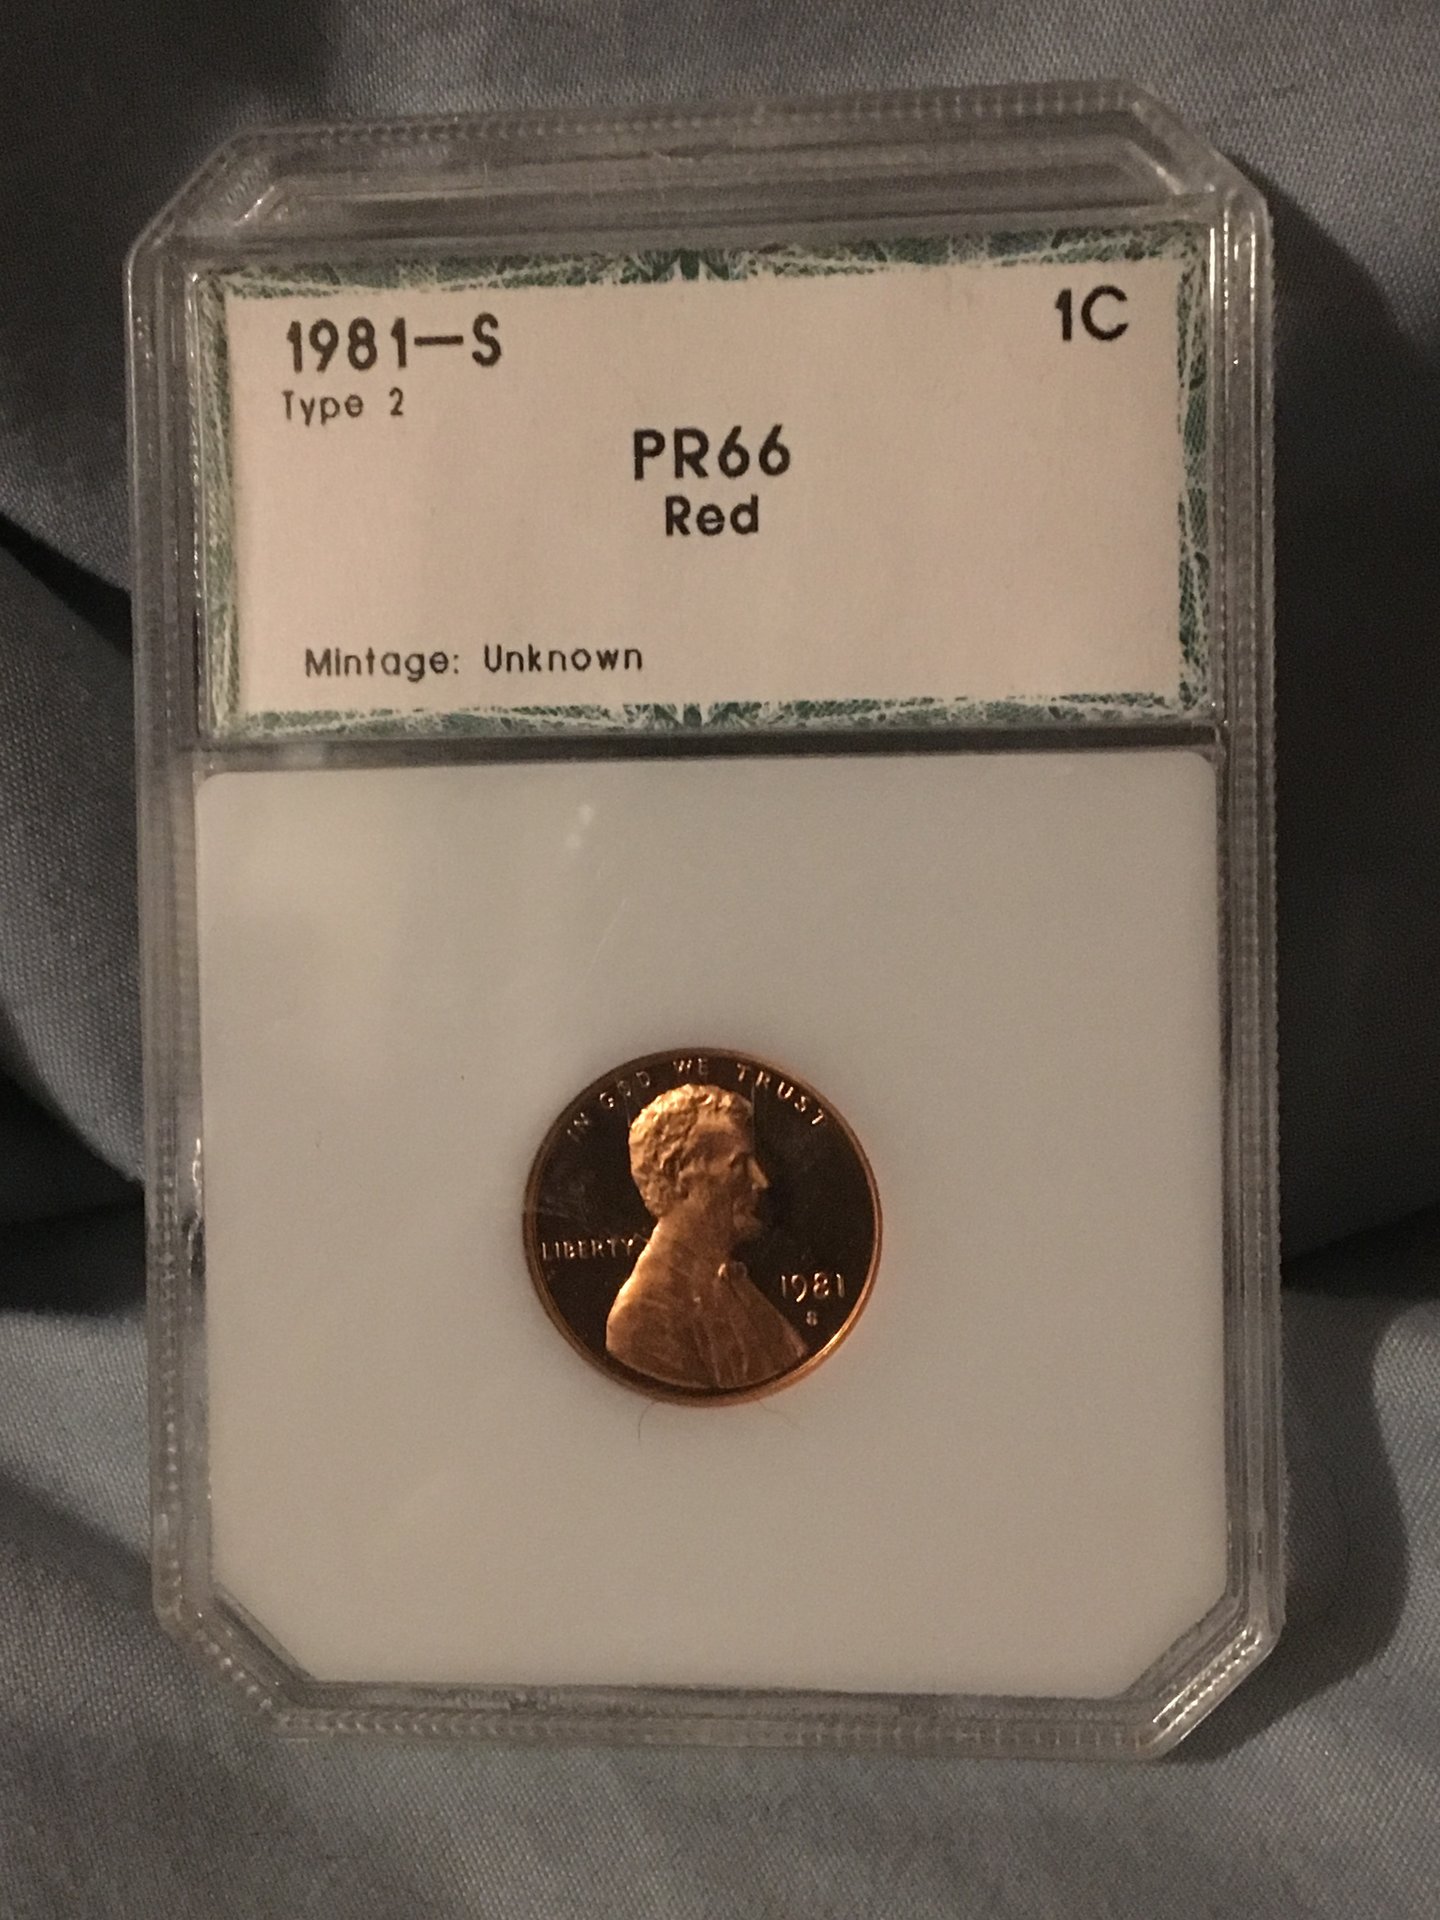 1981-S
1C
Type 2
PR66
Red
Mintage: Unknown
IN GOD WE TRUST
LIBERTY
1981
S